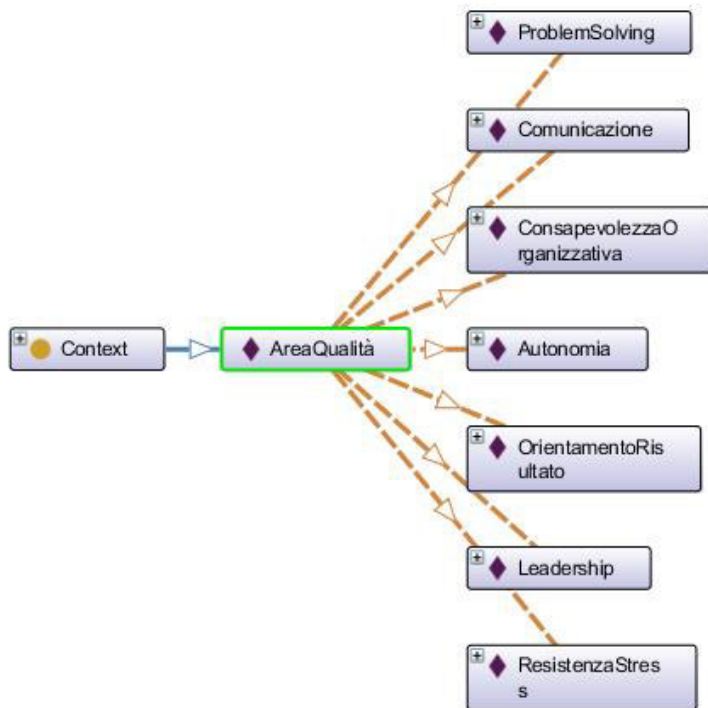 ProblemSolving
Comunicazione
ConsapevolezzaO
rganizzativa
Context
AreaQualità
Autonomia
OrientamentoRis
ultato
Leadership
ResistenzaStres
s